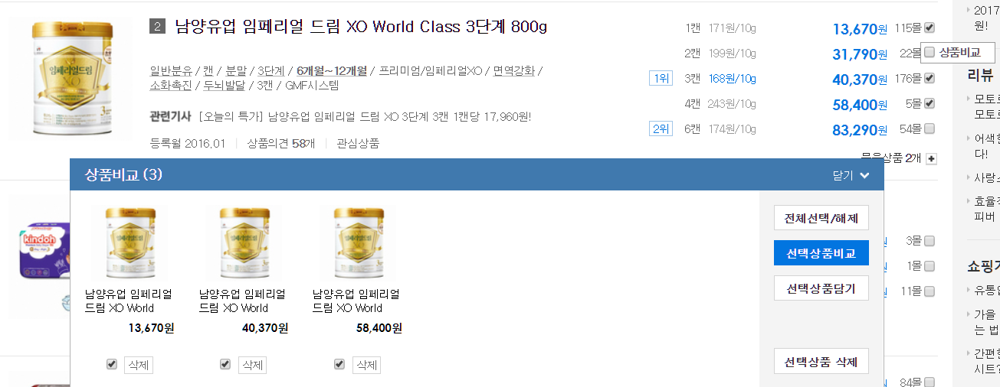 2 남양유업 임페리얼 드림 XO World Class 3단계 800g
일반분유 / 캔 / 분말 / 3단계 / 6개월~12개월 / 프리미엄/임페리얼XO / 면역강화 /
소화촉진 / 두뇌발달 / 3캔 / GMF시스템
관련기사 [오늘의 특가] 남양유업 임페리얼 드림 XO 3단계 3캔 1캔당 17,960원!
등록월 2016.01 | 상품의견 58개 | 관심상품
임페리얼드림
XO
1캔 171원/10g 13,670원 115몰
2캔 199원/10g 31,790원 22몰
1위 3캔 168원/10g 40,370원 176몰
4캔 243원/10g 58,400원 5몰
2위 6캔 174원/10g 83,290원 54몰
상품비교
묶음상품 2개
상품비교 (3)
닫기
남양유업 임페리얼
드림 XO World
13,670원
삭제
남양유업 임페리얼
드림 XO World
40,370원
삭제
남양유업 임페리얼
드림 XO World
58,400원
삭제
전체선택/해제
선택상품비교
선택상품담기
선택상품 삭제
kindoh
원 3몰
원 1몰
원 11몰
원 84몰
2017
원!
리뷰
모토로
모토로
어색한
다!
사랑스
효율적
피버
쇼핑가
유통업
가을
는 법
간편한
시트?